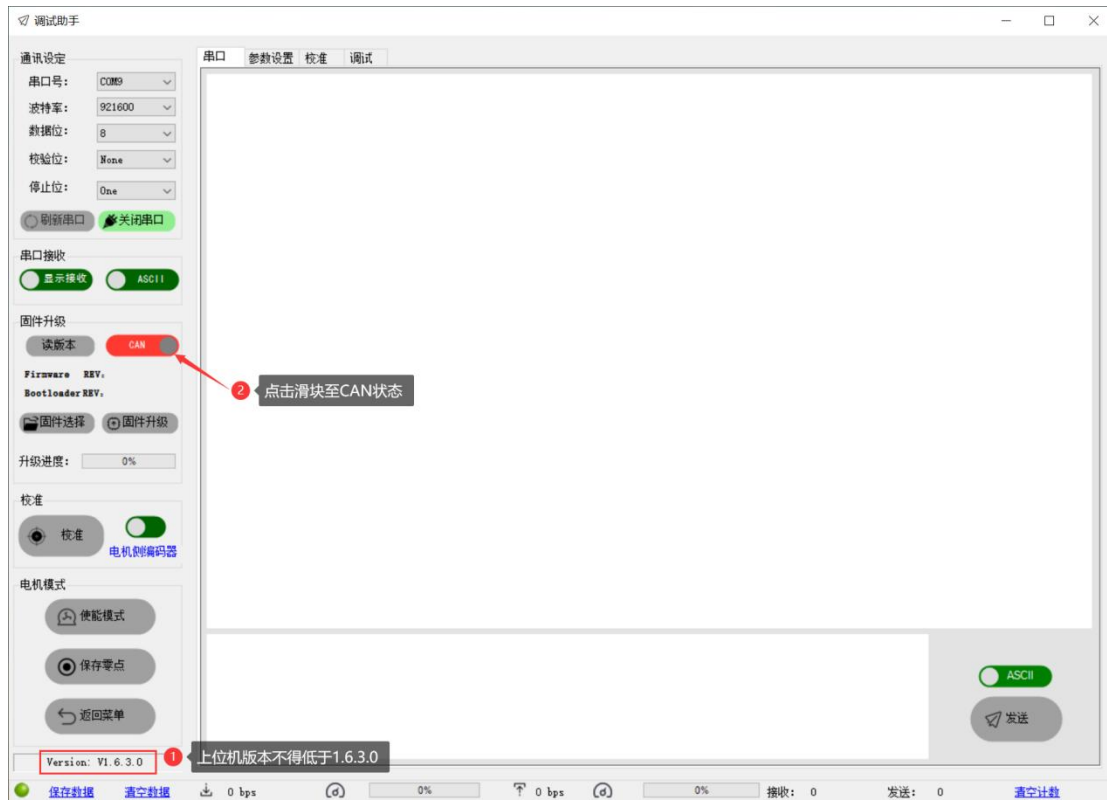 调试助手
通讯设定
串口号: COM9
波特率: 921600
数据位: 8
校验位: None
停止位: One
刷新串口 关闭串口
串口接收
显示接收 ASCII
固件升级
读版本 CAN
Firmware REV:
Bootloader REV:
固件选择 固件升级
升级进度: 0%
校准
校准
电机侧编码器
电机模式
使能模式
保存零点
返回菜单
Version: V1.6.3.0
串口 参数设置 校准 调试
2 点击滑块至CAN状态
1 上位机版本不得低于1.6.3.0
ASCII
发送
保存数据 清空数据 0 bps 0% 0 bps 0% 接收: 0 发送: 0 清空计数